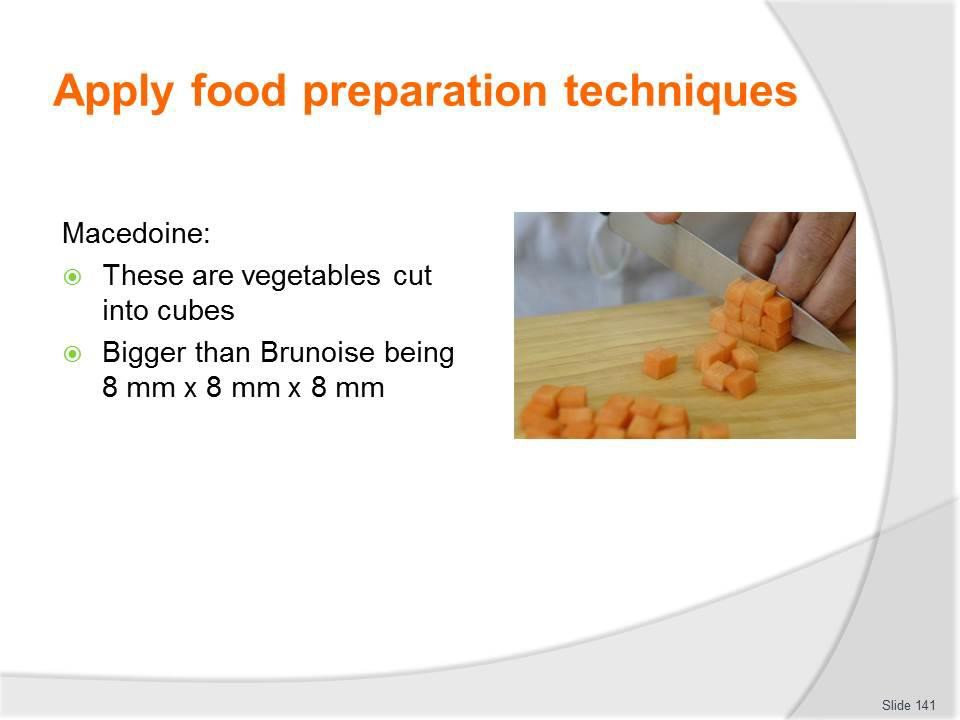 Apply food preparation techniques
Macedoine:
These are vegetables cut
into cubes
Bigger than Brunoise being
8 mm x 8 mm x 8 mm
Slide 141